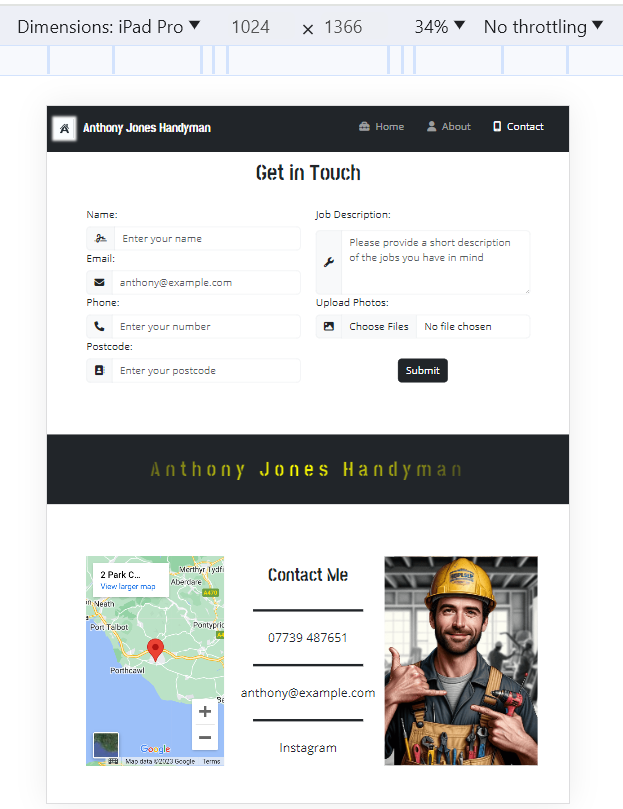 Dimensions: iPad Pro ▼ 1024 × 1366 34% ▼ No throttling ▼
Anthony Jones Handyman Home About Contact
Get in Touch
Name:
Enter your name
Email:
anthony@example.com
Phone:
Enter your number
Postcode:
Enter your postcode
Job Description:
Please provide a short description
of the jobs you have in mind
Upload Photos:
Choose Files No file chosen
Submit
Anthony Jones Handyman
2 Park C...
View larger map
Merthyr Tydfi
Aberdare
A470
Neath
Port Talbot
Pontypric
Porthcawl
Google
Map data ©2023 Google Terms
Contact Me
07739 487651
anthony@example.com
Instagram